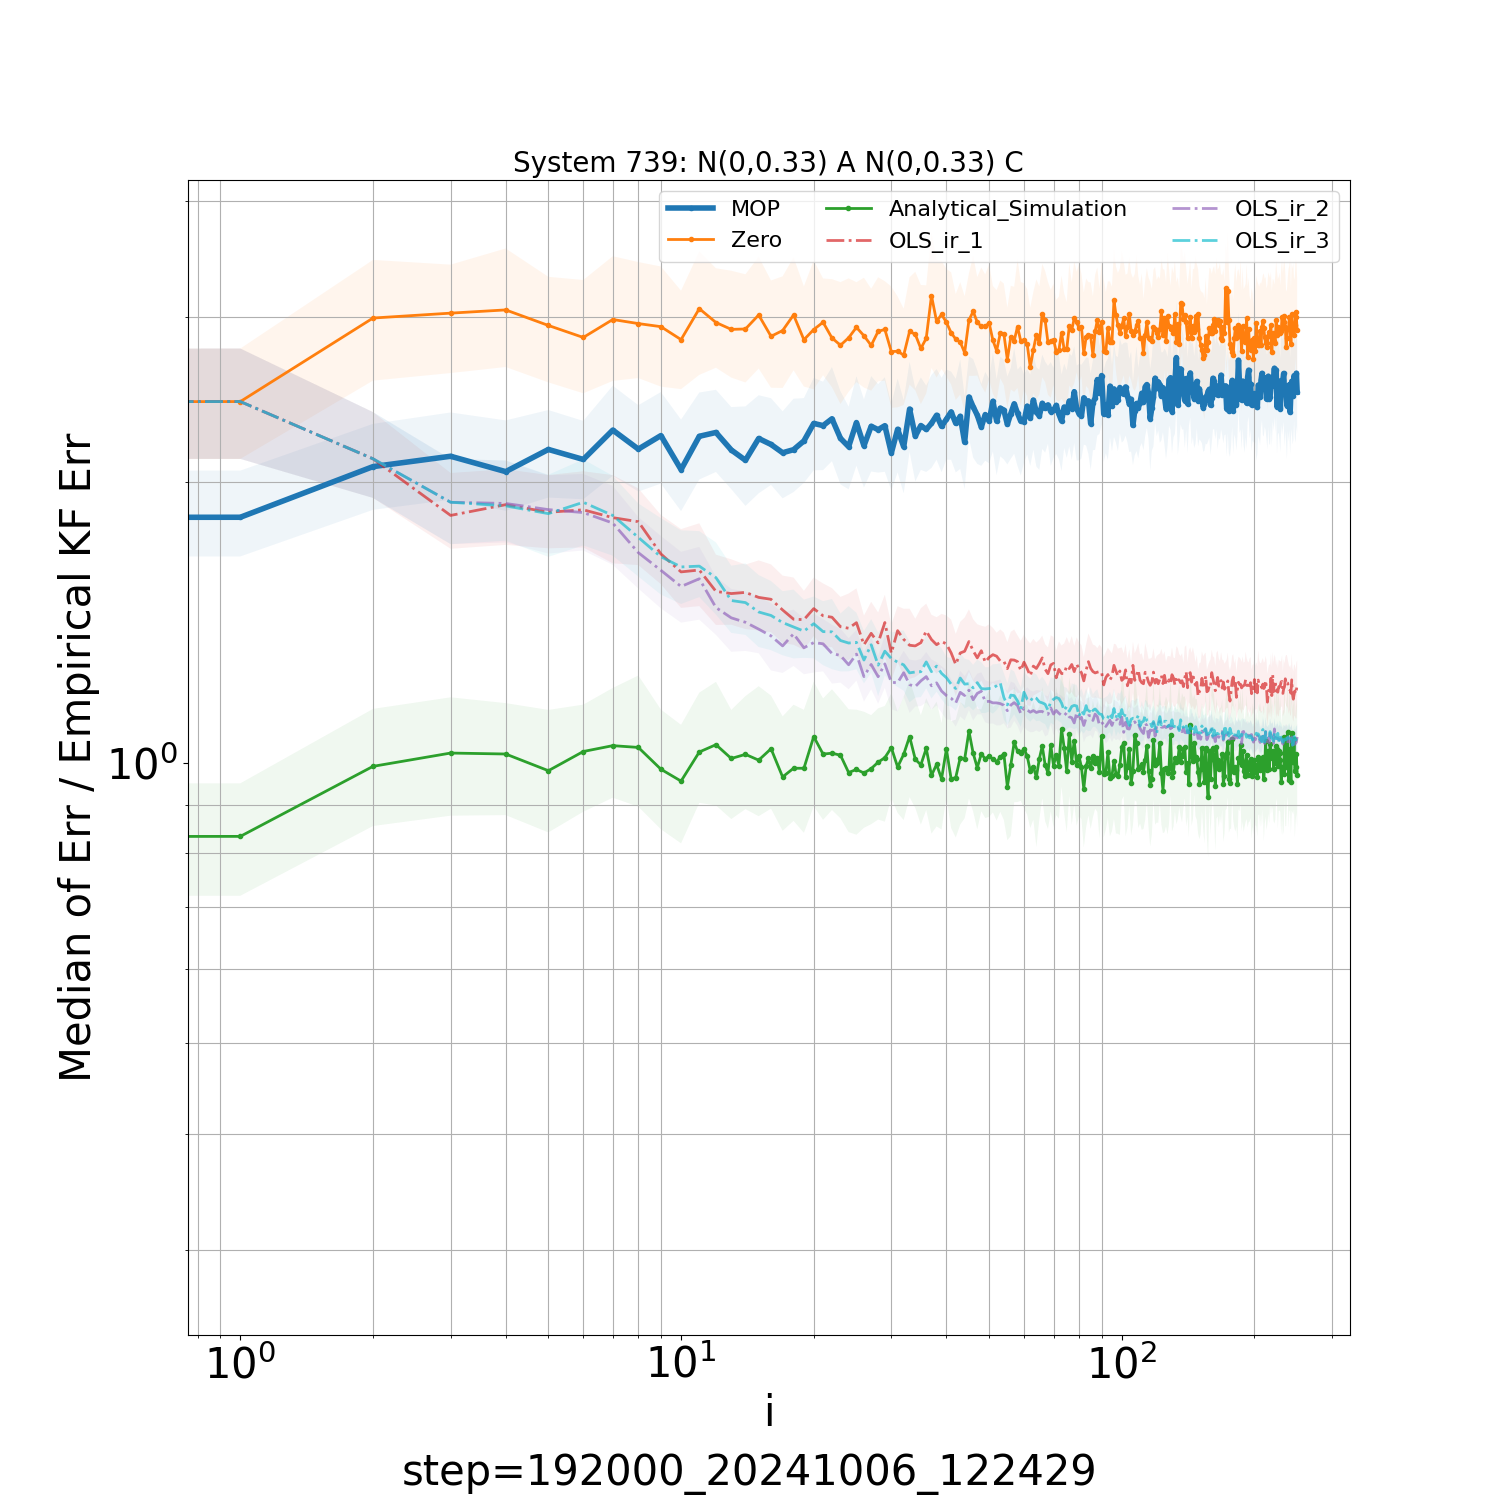 System 739: N(0,0.33) A N(0,0.33) C
MOP
Zero
Analytical_Simulation
OLS_ir_1
OLS_ir_2
OLS_ir_3
Median of Err / Empirical KF Err
10⁰
10⁰ 10¹ 10²
i
step=192000_20241006_122429